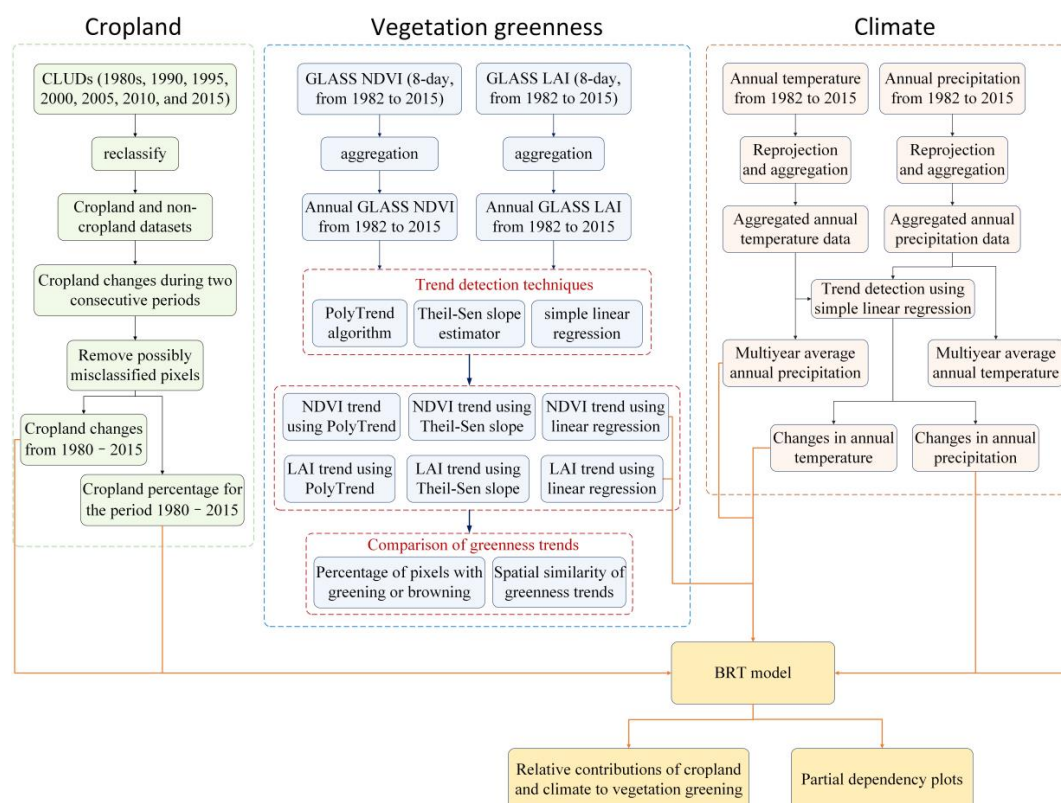 Cropland
CLUDs (1980s, 1990, 1995,
2000, 2005, 2010, and 2015)
reclassify
Cropland and non-
cropland datasets
Cropland changes during two
consecutive periods
Remove possibly
misclassified pixels
Cropland changes
from 1980 - 2015
Cropland percentage for
the period 1980 - 2015
Vegetation greenness
GLASS NDVI (8-day,
from 1982 to 2015)
GLASS LAI (8-day,
from 1982 to 2015)
aggregation
aggregation
Annual GLASS NDVI
from 1982 to 2015
Annual GLASS LAI
from 1982 to 2015
Trend detection techniques
PolyTrend
algorithm
Theil-Sen slope
estimator
simple linear
regression
NDVI trend
using PolyTrend
NDVI trend using
Theil-Sen slope
NDVI trend using
linear regression
LAI trend using
PolyTrend
LAI trend using
Theil-Sen slope
LAI trend using
linear regression
Comparison of greenness trends
Percentage of pixels with
greening or browning
Spatial similarity of
greenness trends
Climate
Annual temperature
from 1982 to 2015
Annual precipitation
from 1982 to 2015
Reprojection
and aggregation
Reprojection
and aggregation
Aggregated annual
temperature data
Aggregated annual
precipitation data
Trend detection using
simple linear regression
Multiyear average
annual precipitation
Multiyear average
annual temperature
Changes in annual
temperature
Changes in annual
precipitation
BRT model
Relative contributions of cropland
and climate to vegetation greening
Partial dependency plots